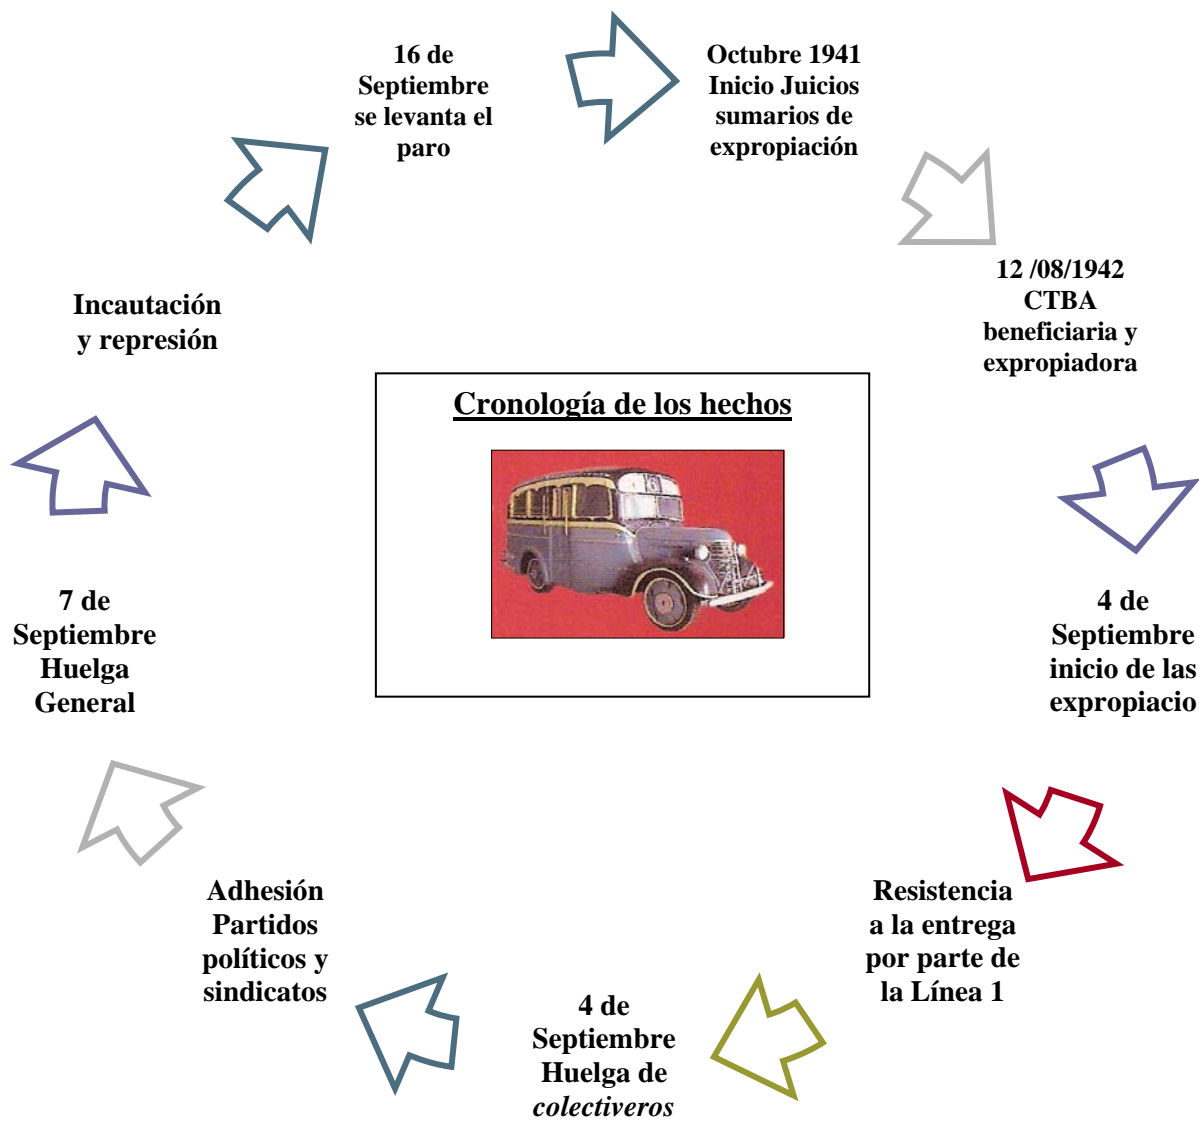 Cronología de los hechos
6
Octubre 1941
Inicio Juicios
sumarios de
expropiación
12 /08/1942
CTBA
beneficiaria y
expropiadora
4 de
Septiembre
inicio de las
expropiacio
Resistencia
a la entrega
por parte de
la Línea 1
4 de
Septiembre
Huelga de
colectiveros
Adhesión
Partidos
políticos y
sindicatos
7 de
Septiembre
Huelga
General
Incautación
y represión
16 de
Septiembre
se levanta el
paro